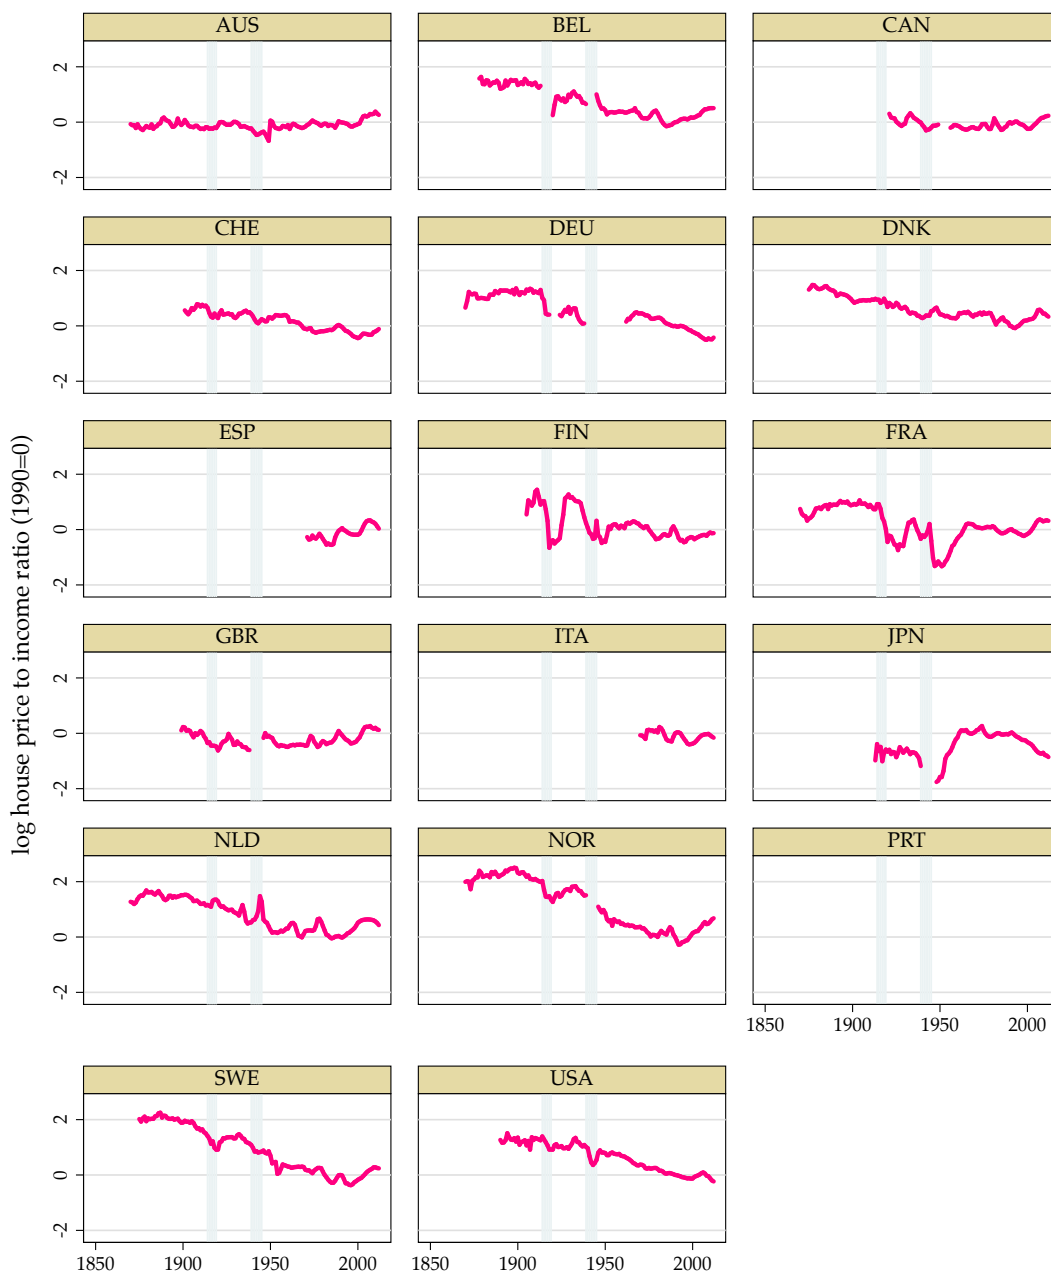 log house price to income ratio (1990=0)
AUS BEL CAN
2
0
-2
CHE DEU DNK
2
0
-2
ESP FIN FRA
2
0
-2
GBR ITA JPN
2
0
-2
NLD NOR PRT
2
0
-2
1850 1900 1950 2000
SWE USA
2
0
-2
1850 1900 1950 2000 1850 1900 1950 2000